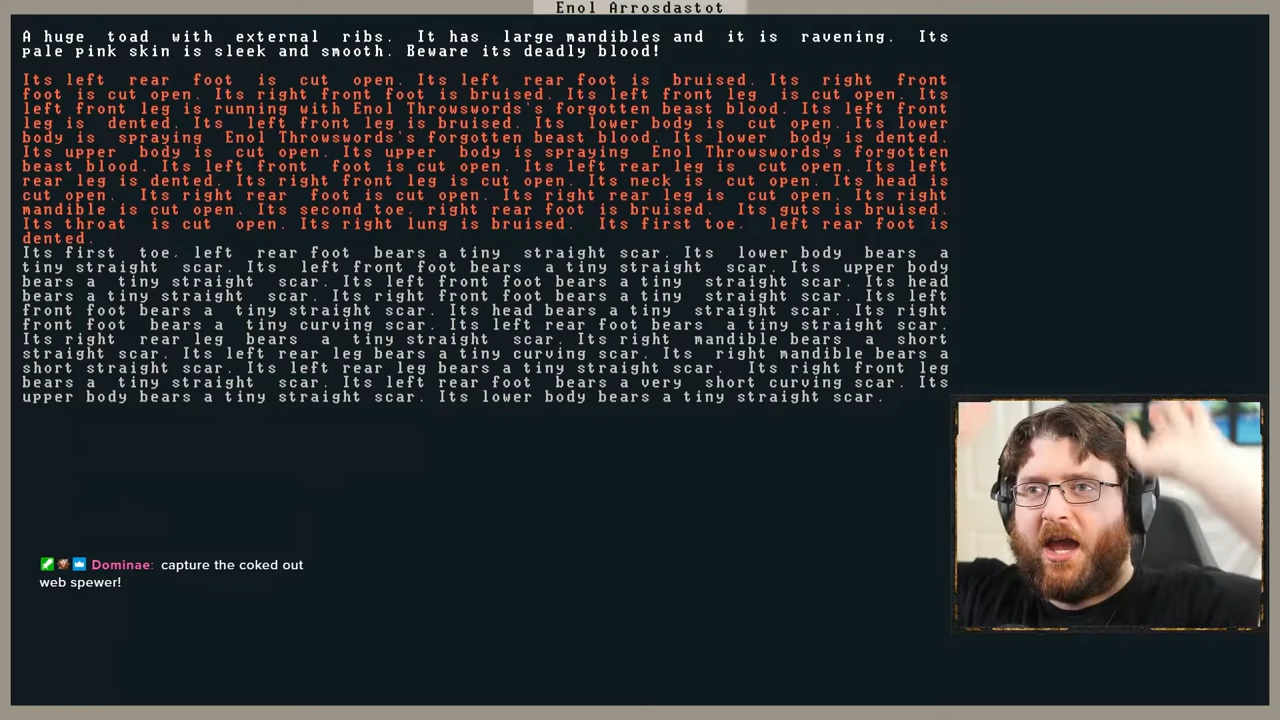 Enol Arrosdastot
A huge toad with external ribs. It has large mandibles and it is ravening. Its
pale pink skin is sleek and smooth. Beware its deadly blood!
Its left rear foot is cut open. Its left rear foot is bruised. Its right front
foot is cut open. Its right front foot is bruised. Its left front leg is cut open. Its
left front leg is running with Enol Throwswords's forgotten beast blood. Its left front
leg is dented. Its left front leg is bruised. Its lower body is cut open. Its lower
body is spraying Enol Throwswords's forgotten beast blood. Its lower body is dented.
Its upper body is cut open. Its upper body is spraying Enol Throwswords's forgotten
beast blood. Its left front foot is cut open. Its left rear leg is cut open. Its left
rear leg is dented. Its right front leg is cut open. Its neck is cut open. Its head is
cut open. Its right rear foot is cut open. Its right rear leg is cut open. Its right
mandible is cut open. Its second toe, right rear foot is bruised. Its guts is bruised.
Its throat is cut open. Its right lung is bruised. Its first toe, left rear foot is
dented.
Its first toe, left rear foot bears a tiny straight scar. Its lower body bears a
tiny straight scar. Its left front foot bears a tiny straight scar. Its upper body
bears a tiny straight scar. Its left front foot bears a tiny straight scar. Its head
bears a tiny straight scar. Its right front foot bears a tiny straight scar. Its left
front foot bears a tiny straight scar. Its head bears a tiny straight scar. Its right
front foot bears a tiny curving scar. Its left rear foot bears a tiny straight scar.
Its right rear leg bears a tiny straight scar. Its right mandible bears a short
straight scar. Its left rear leg bears a tiny curving scar. Its right mandible bears a
short straight scar. Its left rear leg bears a tiny straight scar. Its right front leg
bears a tiny straight scar. Its left rear foot bears a very short curving scar. Its
upper body bears a tiny straight scar. Its lower body bears a tiny straight scar.
Dominae: capture the coked out
web spewer!